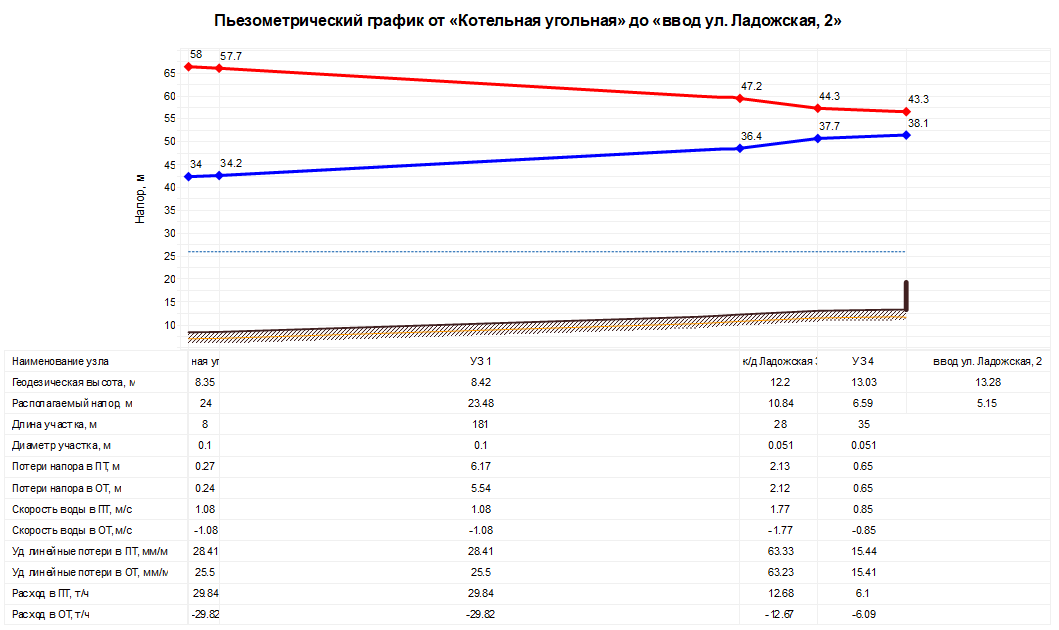 Пьезометрический график от «Котельная угольная» до «ввод ул. Ладожская, 2»
58
57.7
47.2
44.3
43.3
34
34.2
36.4
37.7
38.1
Напор, м
65
60
55
50
45
40
35
30
25
20
15
10
Наименование узла ная уг УЗ 1 ж/д Ладожская УЗ 4 ввод ул. Ладожская, 2
Геодезическая высота, м 8.35 8.42 12.2 13.03 13.28
Располагаемый напор, м 24 23.48 10.84 6.59 5.15
Длина участка, м 8 181 28 35
Диаметр участка, м 0.1 0.1 0.051 0.051
Потери напора в ПТ, м 0.27 6.17 2.13 0.65
Потери напора в ОТ, м 0.24 5.54 2.12 0.65
Скорость воды в ПТ, м/с 1.08 1.08 1.77 0.85
Скорость воды в ОТ, м/с -1.08 -1.08 -1.77 -0.85
Уд. линейные потери в ПТ, мм/м 28.41 28.41 63.33 15.44
Уд. линейные потери в ОТ, мм/м 25.5 25.5 63.23 15.41
Расход в ПТ, т/ч 29.84 29.84 12.68 6.1
Расход в ОТ, т/ч -29.82 -29.82 -12.67 -6.09